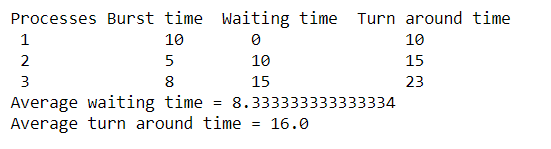 Processes Burst time  Waiting time  Turn around time
 1             10       0              10
 2             5        10             15
 3             8        15             23
Average waiting time = 8.333333333333334
Average turn around time = 16.0